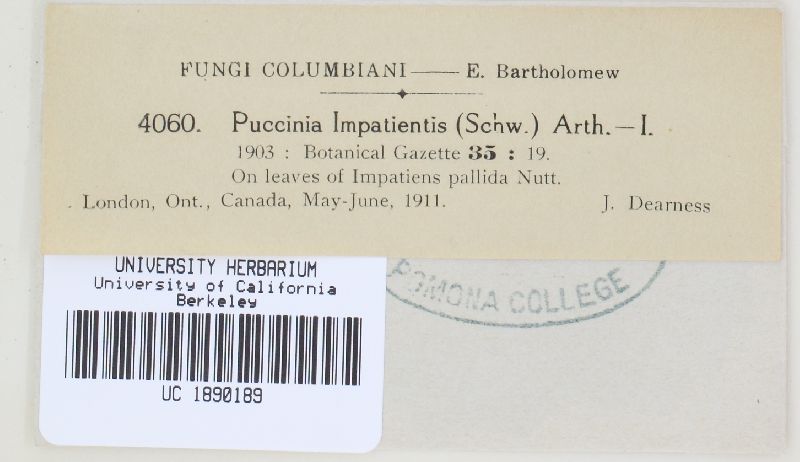 FUNGI COLUMBIANI—— E. Bartholomew
4060. Puccinia Impatientis (Schw.) Arth.—I.
1903 : Botanical Gazette 35 : 19.
On leaves of Impatiens pallida Nutt.
London, Ont., Canada, May-June, 1911. J. Dearness
POMONA COLLEGE
UNIVERSITY HERBARIUM
University of California
Berkeley
UC 1890189